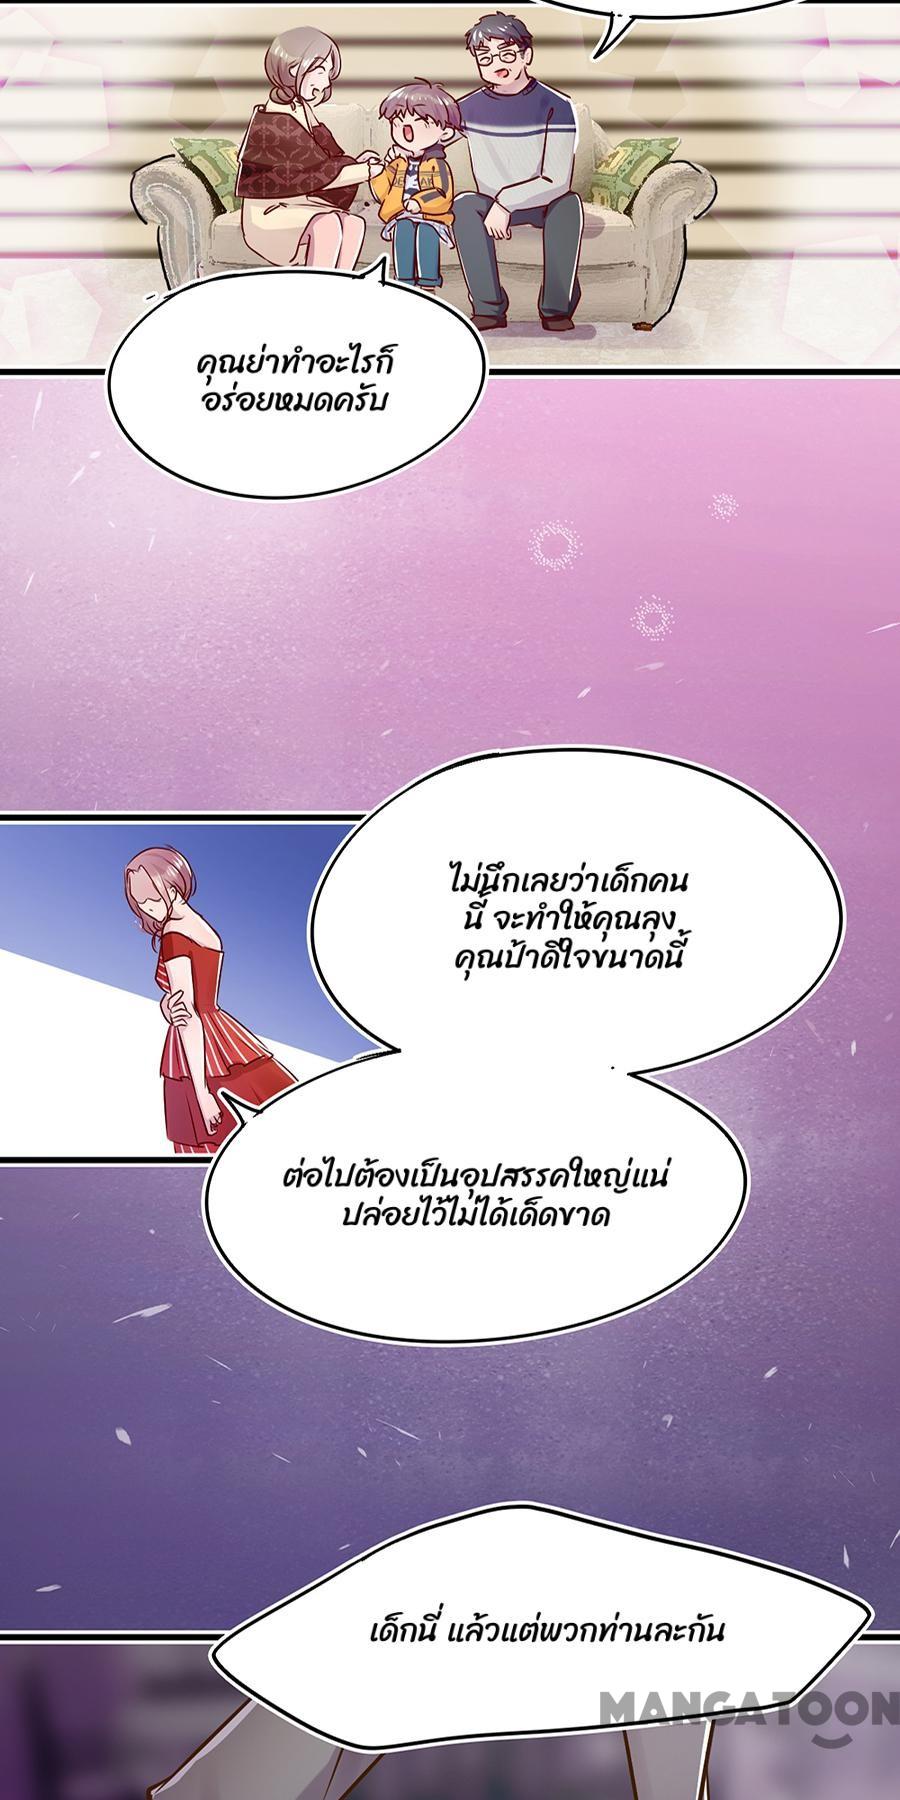 คุณย่าทำอะไรก็
อร่อยหมดครับ
ไม่นึกเลยว่าเด็กคน
นี้ จะทำให้คุณลุง
คุณป้าดีใจขนาดนี้
ต่อไปต้องเป็นอุปสรรคใหญ่แน่
ปล่อยไว้ไม่ได้เด็ดขาด
เด็กนี่ แล้วแต่พวกท่านละกัน
MANGATOON